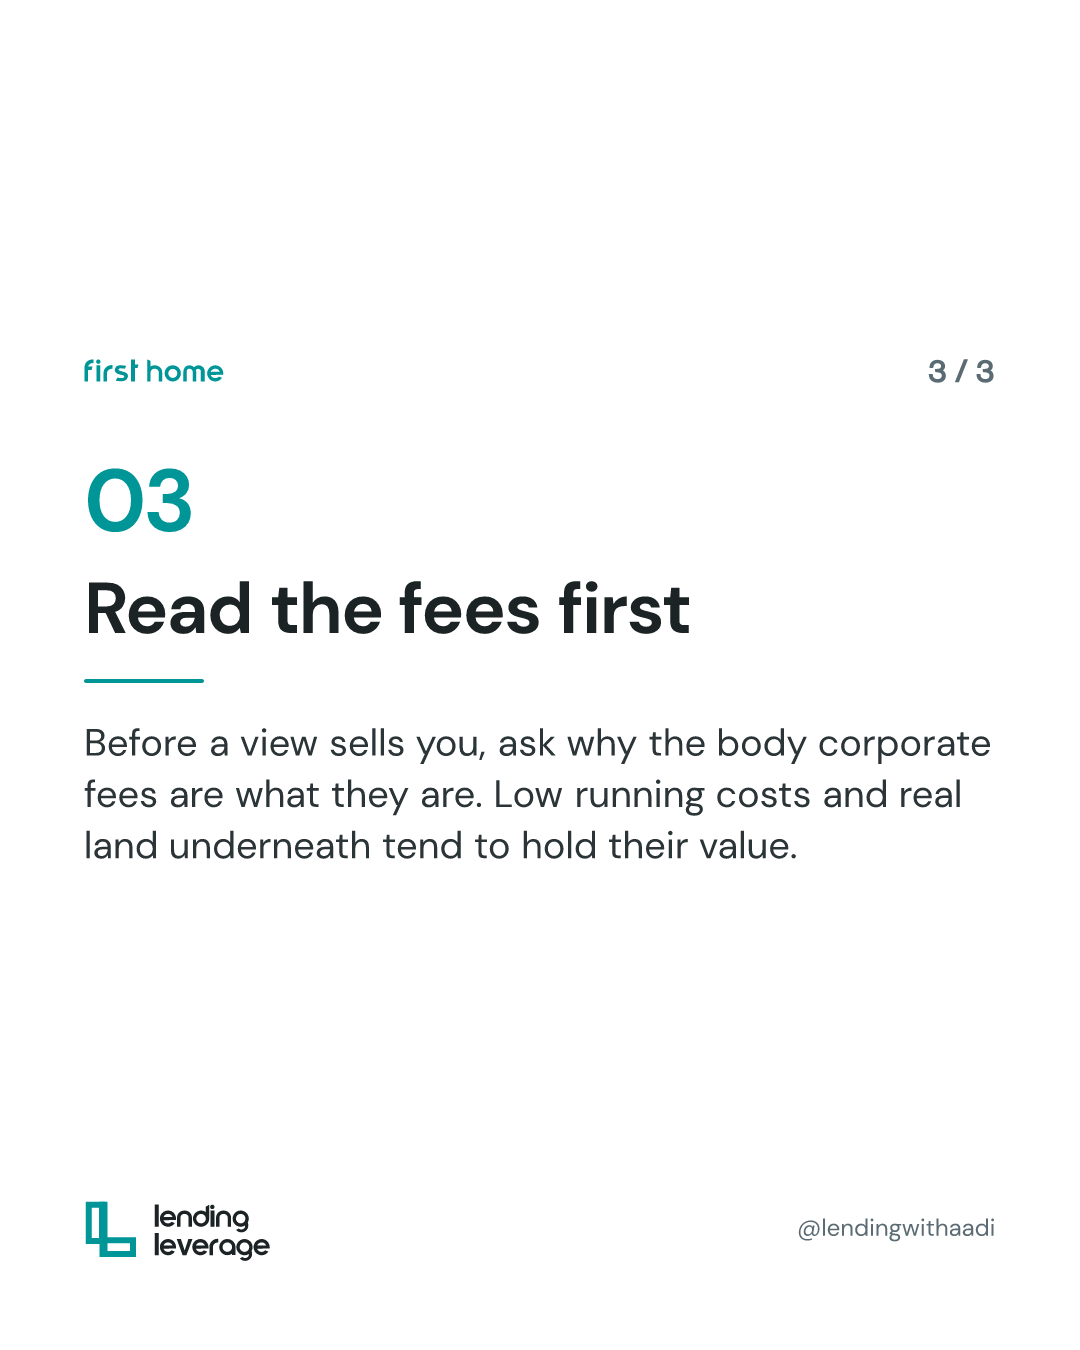 first home
3 / 3
03
Read the fees first
Before a view sells you, ask why the body corporate
fees are what they are. Low running costs and real
land underneath tend to hold their value.
lending
leverage
@lendingwithaadi